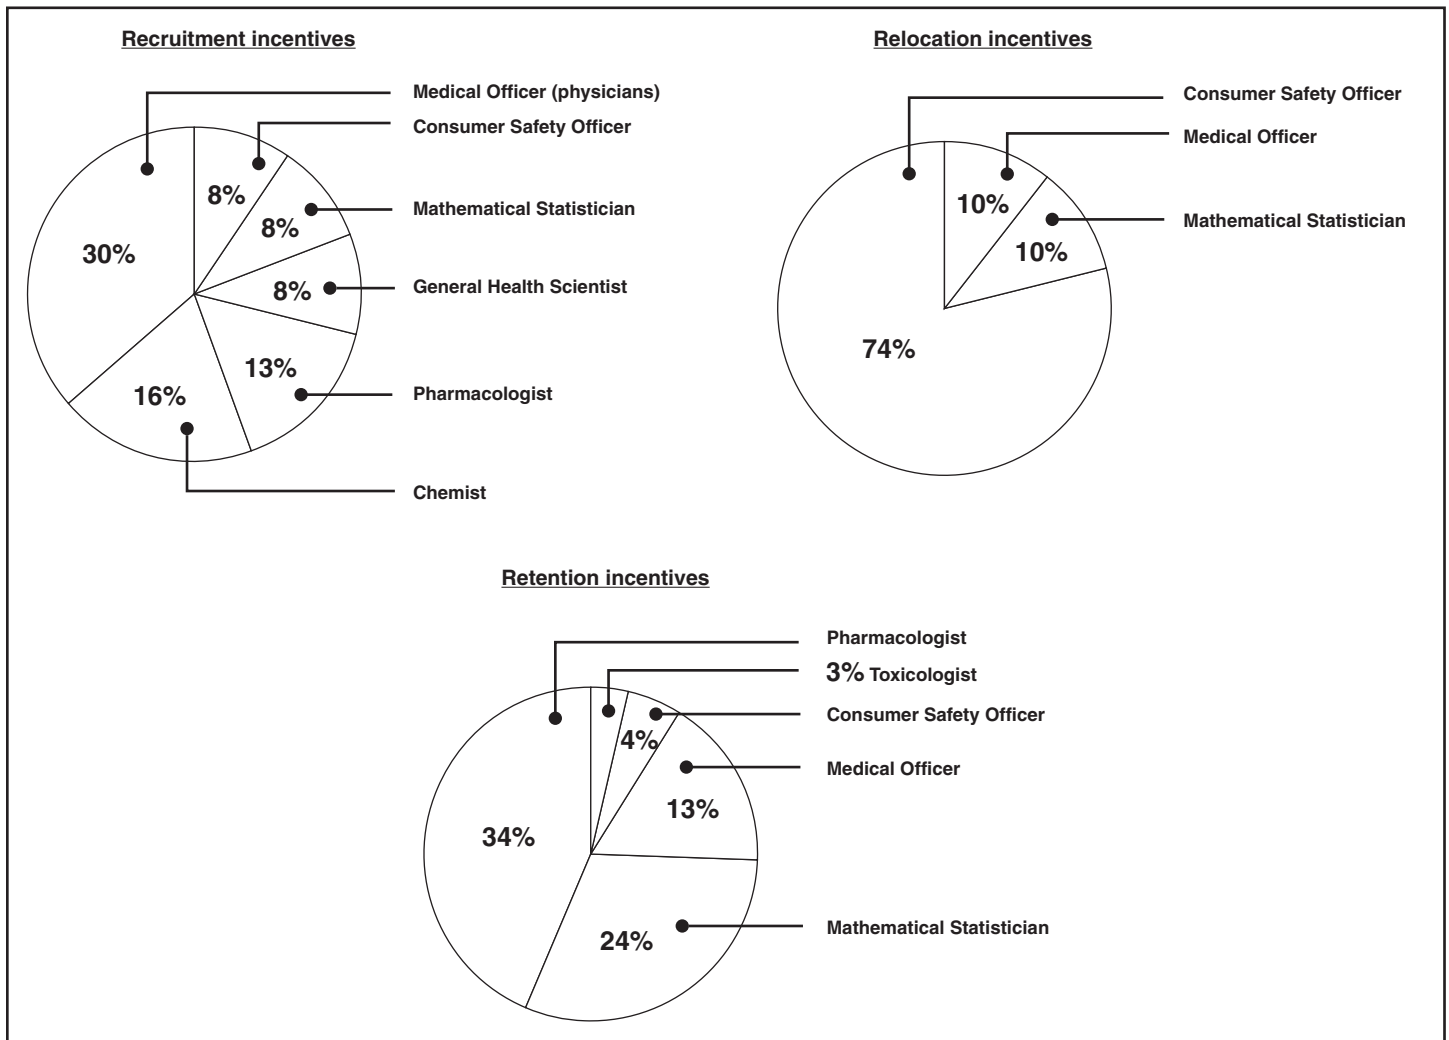 Recruitment incentives
Medical Officer (physicians)
Consumer Safety Officer
8%
Mathematical Statistician
8%
30%
General Health Scientist
8%
13%
Pharmacologist
16%
Chemist
Relocation incentives
Consumer Safety Officer
Medical Officer
10%
Mathematical Statistician
10%
74%
Retention incentives
Pharmacologist
3% Toxicologist
Consumer Safety Officer
4%
Medical Officer
13%
34%
Mathematical Statistician
24%